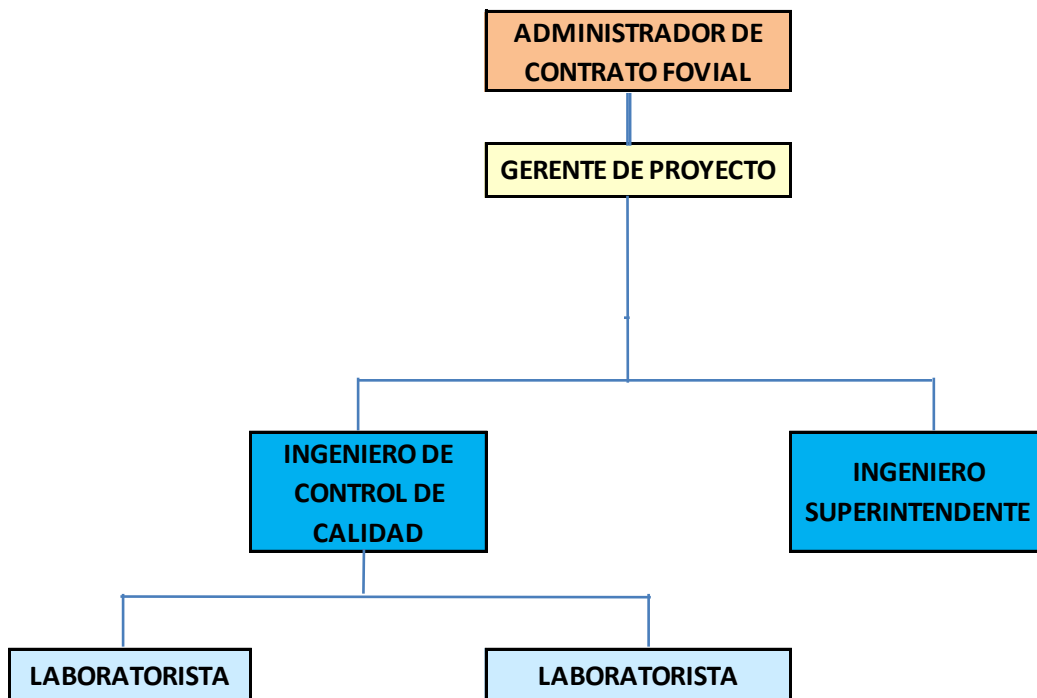 ADMINISTRADOR DE
CONTRATO FOVIAL
GERENTE DE PROYECTO
INGENIERO DE
CONTROL DE
CALIDAD
INGENIERO
SUPERINTENDENTE
LABORATORISTA
LABORATORISTA